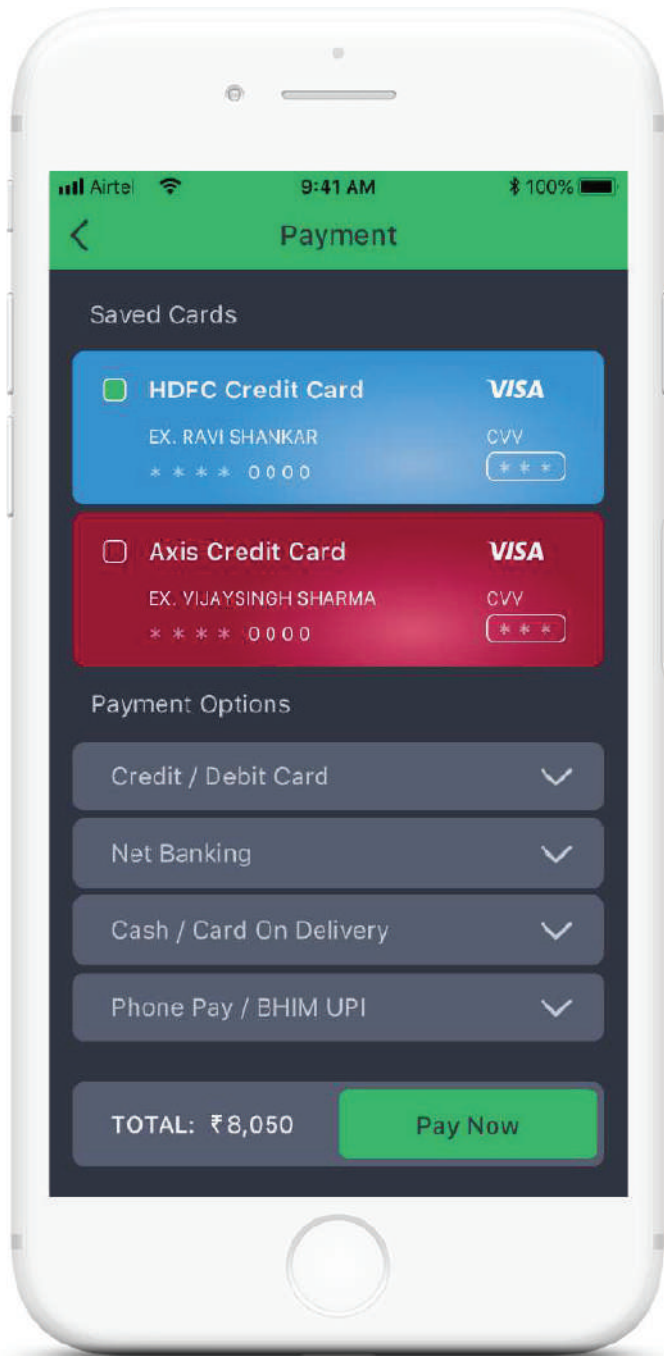 Airtel 9:41 AM 100%
Payment
Saved Cards
HDFC Credit Card VISA
EX. RAVI SHANKAR CVV
* * * * 0000 * * *
Axis Credit Card VISA
EX. VIJAYSINGH SHARMA CVV
* * * * 0000 * * *
Payment Options
Credit / Debit Card
Net Banking
Cash / Card On Delivery
Phone Pay / BHIM UPI
TOTAL: ₹8,050 Pay Now